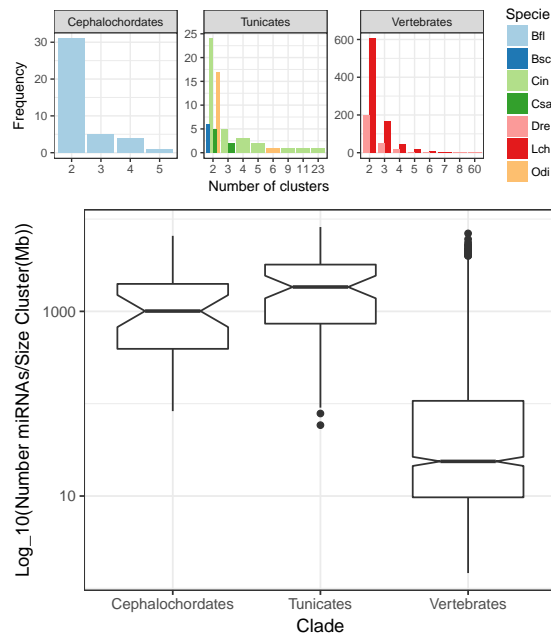 Cephalochordates Tunicates Vertebrates
Specie
Bfl
Bsc
Cin
Csa
Dre
Lch
Odi
Frequency
30
20
10
0
2 3 4 5
25
20
15
10
5
0
2 3 4 5 6 9 11 23
600
400
200
0
2 3 4 5 6 7 8 60
Number of clusters
Log_10(Number miRNAs/Size Cluster(Mb))
1000
10
Cephalochordates Tunicates Vertebrates
Clade